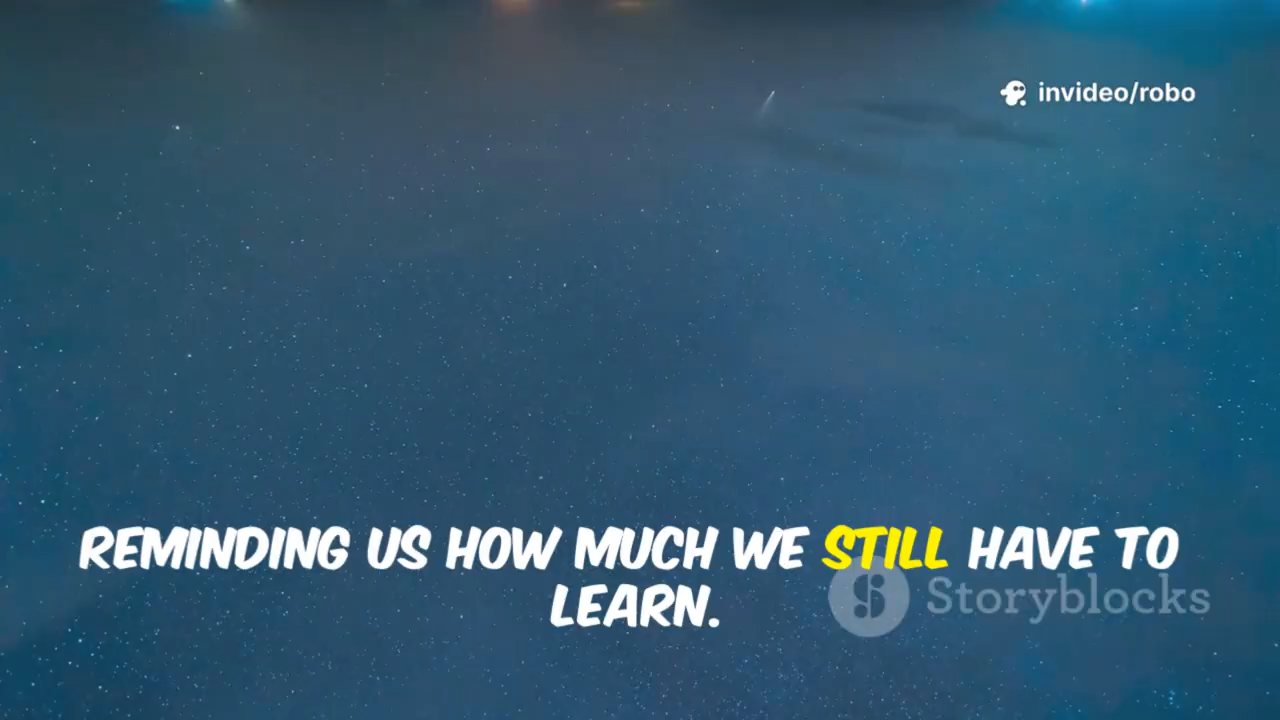 invideo/robo
REMINDING US HOW MUCH WE STILL HAVE TO
LEARN.
Storyblocks